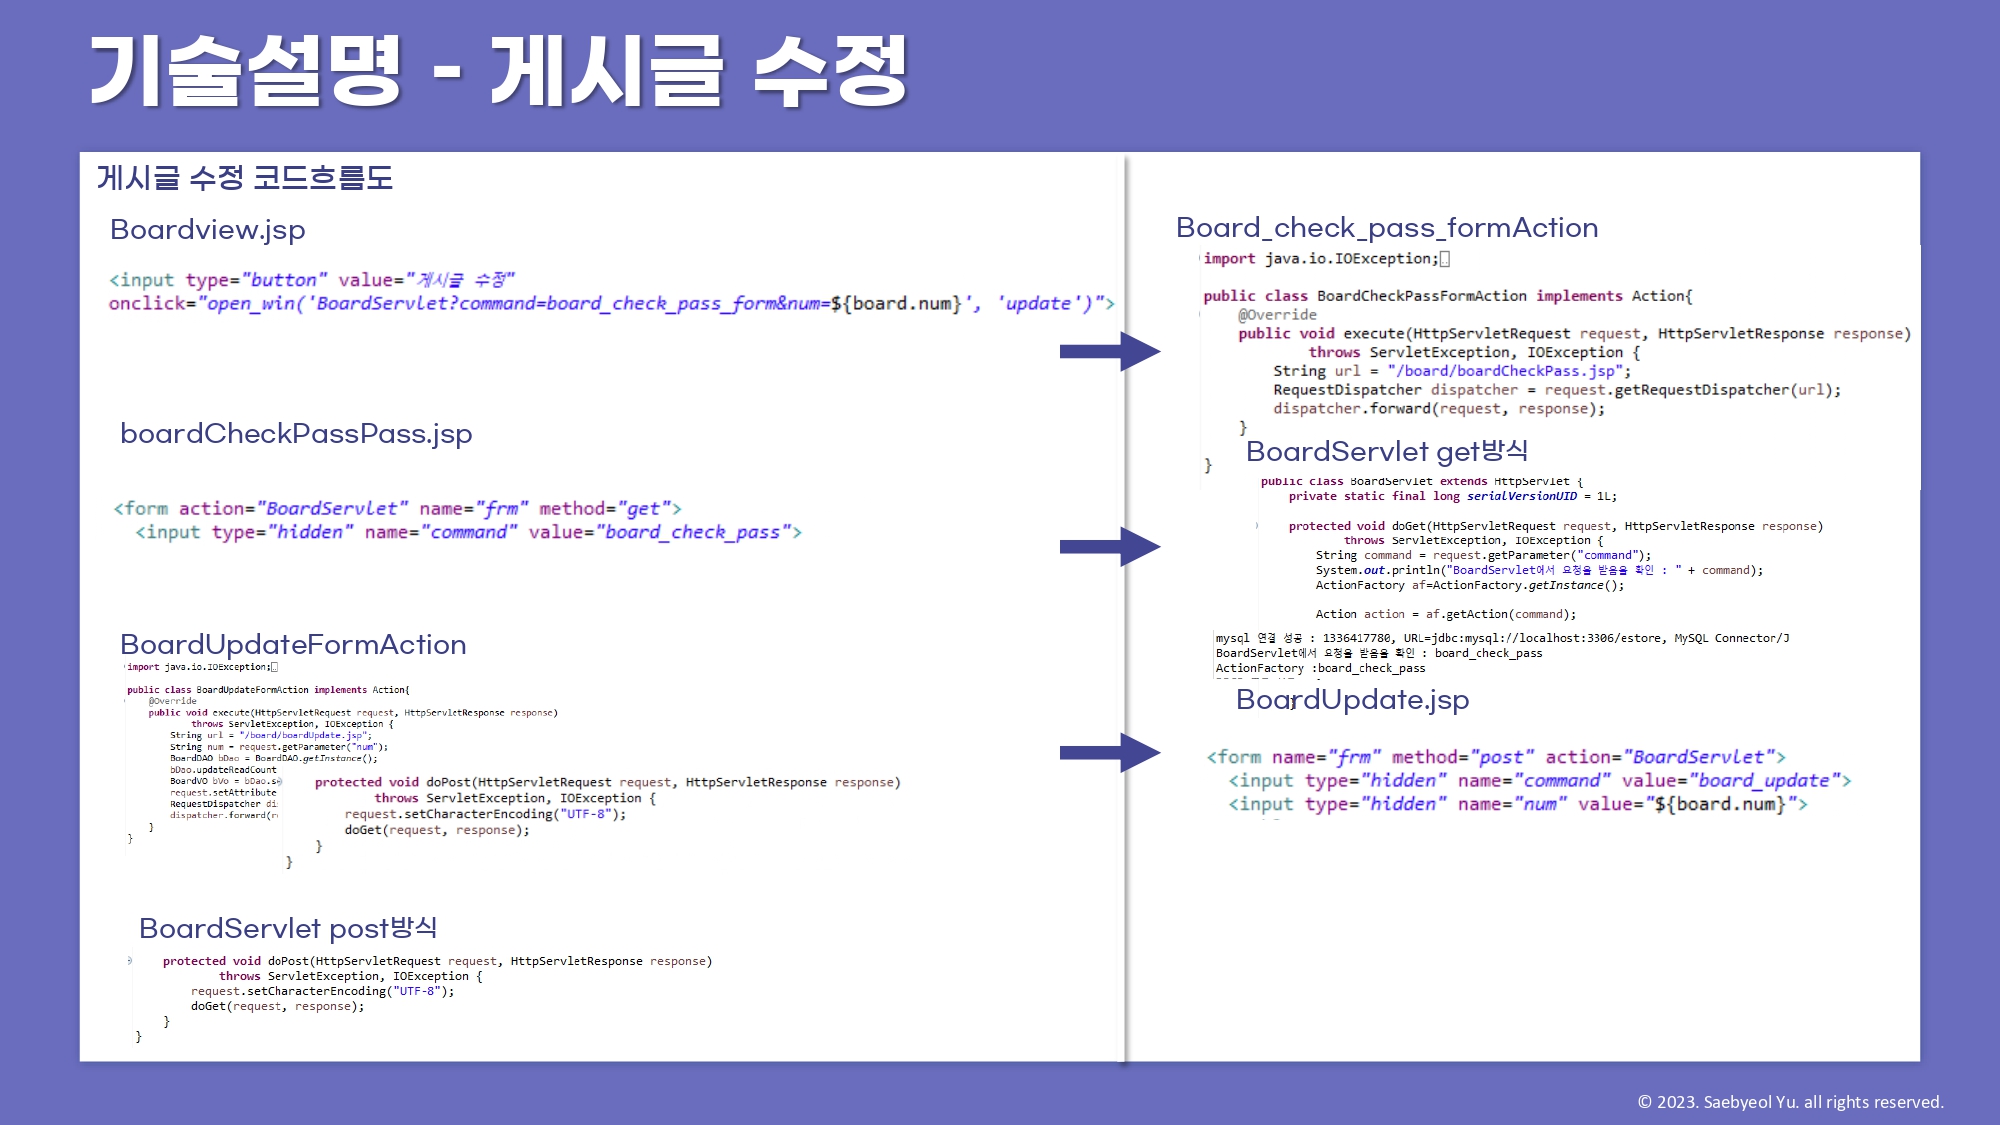 기술설명 - 게시글 수정
게시글 수정 코드흐름도
Boardview.jsp
<input type="button" value="게시글 수정"
onclick="open_win('BoardServlet?command=board_check_pass_form&num=${board.num}', 'update')">
Board_check_pass_formAction
import java.io.IOException;
public class BoardCheckPassFormAction implements Action{
@Override
public void execute(HttpServletRequest request, HttpServletResponse response)
throws ServletException, IOException {
String url = "/board/boardCheckPass.jsp";
RequestDispatcher dispatcher = request.getRequestDispatcher(url);
dispatcher.forward(request, response);
}
}
boardCheckPassPass.jsp
<form action="BoardServlet" name="frm" method="get">
<input type="hidden" name="command" value="board_check_pass">
BoardServlet get방식
public class BoardServlet extends HttpServlet {
private static final long serialVersionUID = 1L;
protected void doGet(HttpServletRequest request, HttpServletResponse response)
throws ServletException, IOException {
String command = request.getParameter("command");
System.out.println("BoardServlet에서 요청을 받음을 확인 : " + command);
ActionFactory af=ActionFactory.getInstance();
Action action = af.getAction(command);
mysql 연결 성공 : 1336417780, URL=jdbc:mysql://localhost:3306/estore, MySQL Connector/J
BoardServlet에서 요청을 받음을 확인 : board_check_pass
ActionFactory :board_check_pass
BoardUpdateFormAction
import java.io.IOException;
public class BoardUpdateFormAction implements Action{
@Override
public void execute(HttpServletRequest request, HttpServletResponse response)
throws ServletException, IOException {
String url = "/board/boardUpdate.jsp";
String num = request.getParameter("num");
BoardDAO bDao = BoardDAO.getInstance();
bDao.updateReadCount
BoardVO bVo = bDao.s
request.setAttribute
RequestDispatcher di
dispatcher.forward(r
}
}
protected void doPost(HttpServletRequest request, HttpServletResponse response)
throws ServletException, IOException {
request.setCharacterEncoding("UTF-8");
doGet(request, response);
}
}
BoardUpdate.jsp
<form name="frm" method="post" action="BoardServlet">
<input type="hidden" name="command" value="board_update">
<input type="hidden" name="num" value="${board.num}">
BoardServlet post방식
protected void doPost(HttpServletRequest request, HttpServletResponse response)
throws ServletException, IOException {
request.setCharacterEncoding("UTF-8");
doGet(request, response);
}
}
© 2023. Saebyeol Yu. all rights reserved.